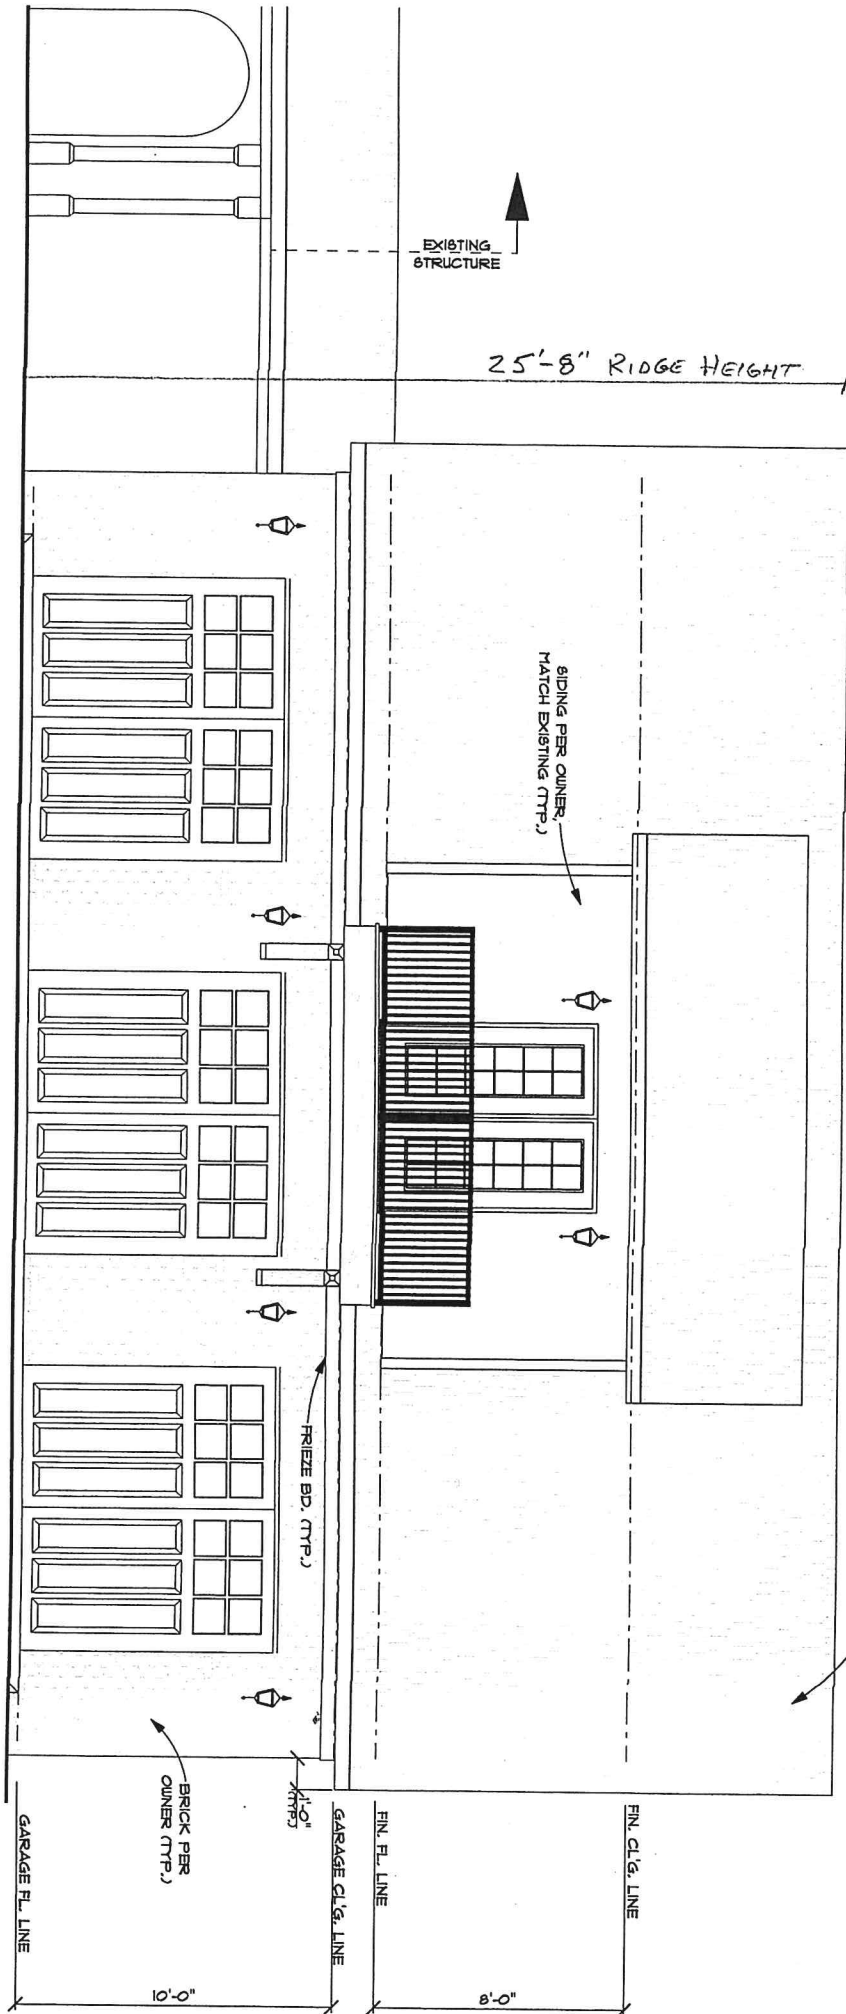 EXISTING
STRUCTURE
25'-8" RIDGE HEIGHT
SIDING PER OWNER,
MATCH EXISTING (TYP.)
FRIEZE BD. (TYP.)
BRICK PER
OWNER (TYP.)
1'-0"
(TYP.)
FIN. CL'G. LINE
FIN. FL. LINE
GARAGE CL'G. LINE
GARAGE FL. LINE
8'-0"
10'-0"